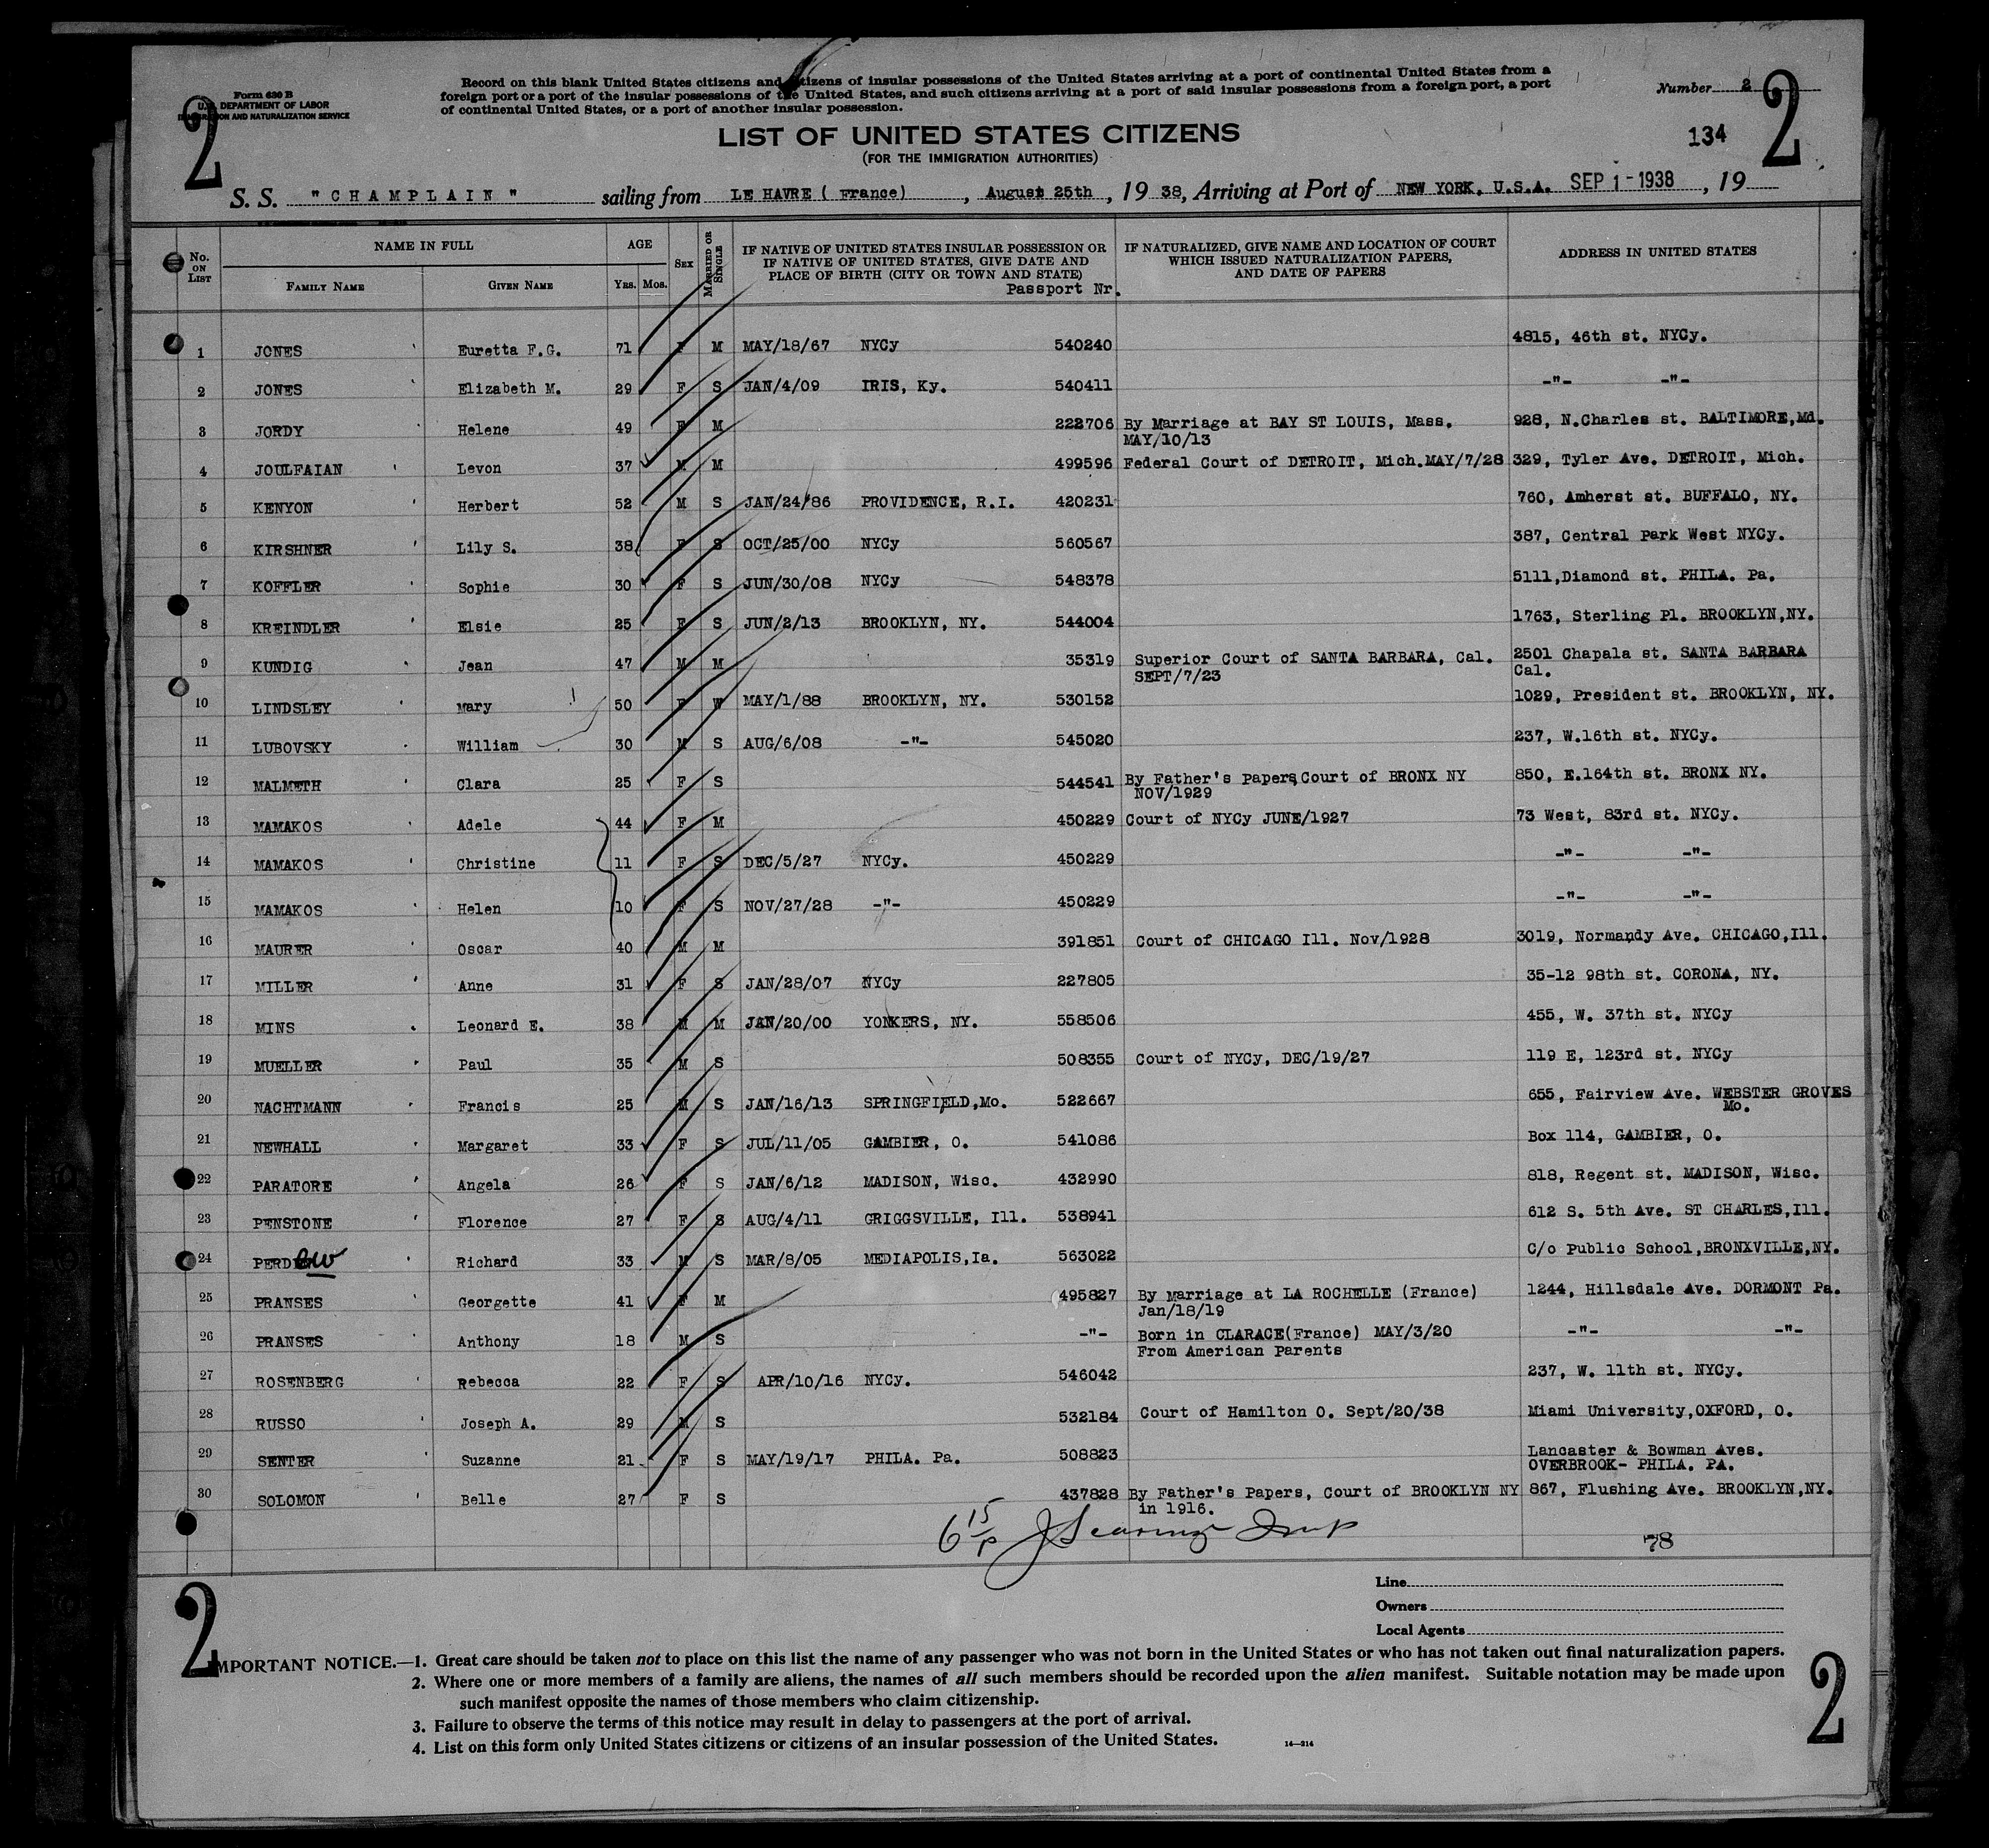 Form 630 B
U.S. DEPARTMENT OF LABOR
IMMIGRATION AND NATURALIZATION SERVICE
Record on this blank United States citizens and citizens of insular possessions of the United States arriving at a port of continental United States from a
foreign port or a port of the insular possessions of the United States, and such citizens arriving at a port of said insular possessions from a foreign port, a port
of continental United States, or a port of another insular possession.
Number 2
2 2
LIST OF UNITED STATES CITIZENS
(FOR THE IMMIGRATION AUTHORITIES)
134
S. S. "CHAMPLAIN" sailing from LE HAVRE ( France) , August 25th , 19 38, Arriving at Port of NEW YORK, U.S.A. SEP 1 - 1938 , 19
No. ON LIST
NAME IN FULL
FAMILY NAME GIVEN NAME
AGE
YRS. MOS.
SEX
MARRIED OR SINGLE
IF NATIVE OF UNITED STATES INSULAR POSSESSION OR
IF NATIVE OF UNITED STATES, GIVE DATE AND
PLACE OF BIRTH (CITY OR TOWN AND STATE)
Passport Nr.
IF NATURALIZED, GIVE NAME AND LOCATION OF COURT
WHICH ISSUED NATURALIZATION PAPERS,
AND DATE OF PAPERS
ADDRESS IN UNITED STATES
1 JONES Euretta F.G. 71 F M MAY/18/67 NYCy 540240 4815, 46th st. NYCy.
2 JONES Elizabeth M. 29 F S JAN/4/09 IRIS, Ky. 540411 -"- -"-
3 JORDY Helene 49 F M 222706 By Marriage at BAY ST LOUIS, Mass. 928, N.Charles st. BALTIMORE,Md.
MAY/10/13
4 JOULFAIAN Levon 37 M M 499596 Federal Court of DETROIT, Mich.MAY/7/28 329, Tyler Ave. DETROIT, Mich.
5 KENYON Herbert 52 M S JAN/24/86 PROVIDENCE, R.I. 420231 760, Amherst st. BUFFALO, NY.
6 KIRSHNER Lily S. 38 F S OCT/25/00 NYCy 560567 387, Central Park West NYCy.
7 KOFFLER Sophie 30 F S JUN/30/08 NYCy 548378 5111,Diamond st. PHILA. Pa.
8 KREINDLER Elsie 25 F S JUN/2/13 BROOKLYN, NY. 544004 1763, Sterling Pl. BROOKLYN,NY.
9 KUNDIG Jean 47 M M 35319 Superior Court of SANTA BARBARA, Cal. 2501 Chapala st. SANTA BARBARA
SEPT/7/23 Cal.
10 LINDSLEY Mary 50 F W MAY/1/88 BROOKLYN, NY. 530152 1029, President st. BROOKLYN, NY.
11 LUBOVSKY William 30 M S AUG/6/08 -"- 545020 237, W.16th st. NYCy.
12 MALMETH Clara 25 F S 544541 By Father's Papers,Court of BRONX NY 850, E.164th st. BRONX NY.
NOV/1929
13 MAMAKOS Adele 44 F M 450229 Court of NYCy JUNE/1927 73 West, 83rd st. NYCy.
14 MAMAKOS Christine 11 F S DEC/5/27 NYCy. 450229 -"- -"-
15 MAMAKOS Helen 10 F S NOV/27/28 -"- 450229 -"- -"-
16 MAURER Oscar 40 M M 391851 Court of CHICAGO Ill. Nov/1928 3019, Normandy Ave. CHICAGO,Ill.
17 MILLER Anne 31 F S JAN/28/07 NYCy 227805 35-12 98th st. CORONA, NY.
18 MINS Leonard E. 38 M M JAN/20/00 YONKERS, NY. 558506 455, W. 37th st. NYCy
19 MUELLER Paul 35 M S 508355 Court of NYCy, DEC/19/27 119 E, 123rd st. NYCy
20 NACHTMANN Francis 25 M S JAN/16/13 SPRINGFIELD,Mo. 522667 655, Fairview Ave. WEBSTER GROVES
Mo.
21 NEWHALL Margaret 33 F S JUL/11/05 GAMBIER, O. 541086 Box 114, GAMBIER, O.
22 PARATORE Angela 26 F S JAN/6/12 MADISON, Wisc. 432990 818, Regent st. MADISON, Wisc.
23 PENSTONE Florence 27 F S AUG/4/11 GRIGGSVILLE, Ill. 538941 612 S. 5th Ave. ST CHARLES,Ill.
24 PERDEW Richard 33 M S MAR/8/05 MEDIAPOLIS,Ia. 563022 C/o Public School,BRONXVILLE,NY.
25 PRANSES Georgette 41 F M 495827 By Marriage at LA ROCHELLE (France) 1244, Hillsdale Ave. DORMONT Pa.
Jan/18/19
26 PRANSES Anthony 18 M S -"- Born in CLARACE(France) MAY/3/20 -"- -"-
From American Parents
27 ROSENBERG Rebecca 22 F S APR/10/16 NYCy. 546042 237, W. 11th st. NYCy.
28 RUSSO Joseph A. 29 M S 532184 Court of Hamilton O. Sept/20/38 Miami University,OXFORD, O.
29 SENTER Suzanne 21 F S MAY/19/17 PHILA. Pa. 508823 Lancaster & Bowman Aves.
OVERBROOK- PHILA. PA.
30 SOLOMON Belle 27 F S 437828 By Father's Papers, Court of BROOKLYN NY 867, Flushing Ave. BROOKLYN,NY.
in 1916.
6 15 P
78
Line
Owners
Local Agents
2
IMPORTANT NOTICE.—1. Great care should be taken not to place on this list the name of any passenger who was not born in the United States or who has not taken out final naturalization papers.
2. Where one or more members of a family are aliens, the names of all such members should be recorded upon the alien manifest. Suitable notation may be made upon
such manifest opposite the names of those members who claim citizenship.
3. Failure to observe the terms of this notice may result in delay to passengers at the port of arrival.
4. List on this form only United States citizens or citizens of an insular possession of the United States.
14—314
2